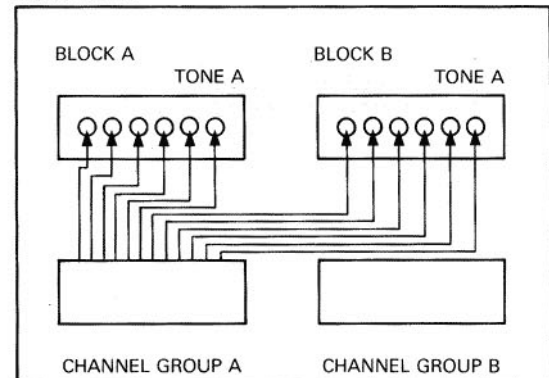 BLOCK A
TONE A
BLOCK B
TONE A
CHANNEL GROUP A
CHANNEL GROUP B